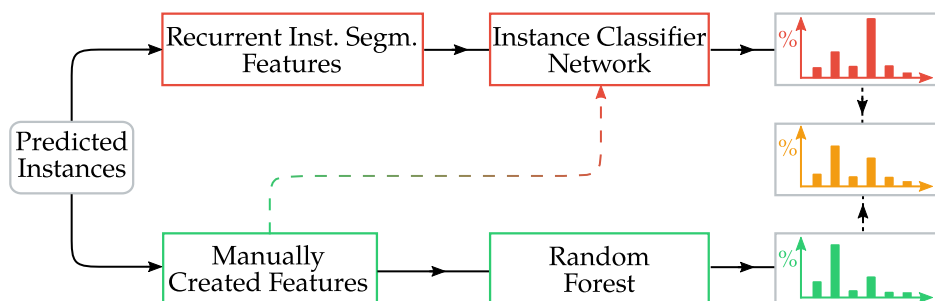 Recurrent Inst. Segm.
Features
Instance Classifier
Network
%
Predicted
Instances
%
Manually
Created Features
Random
Forest
%